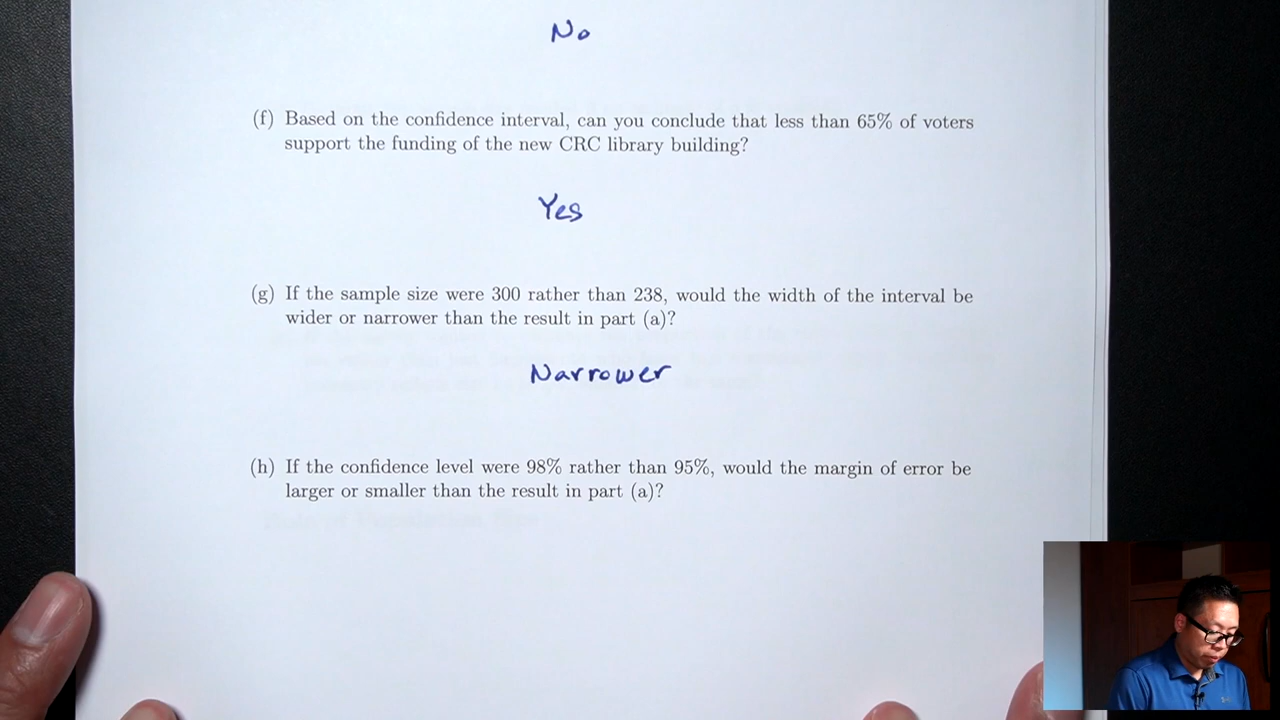 No
(f) Based on the confidence interval, can you conclude that less than 65% of voters
support the funding of the new CRC library building?
Yes
(g) If the sample size were 300 rather than 238, would the width of the interval be
wider or narrower than the result in part (a)?
Narrower
(h) If the confidence level were 98% rather than 95%, would the margin of error be
larger or smaller than the result in part (a)?